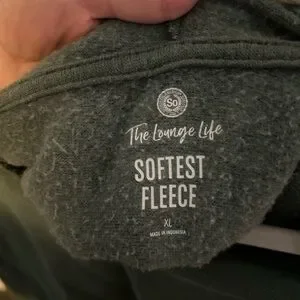 So
The Lounge Life
SOFTEST
FLEECE
XL
MADE IN INDONESIA